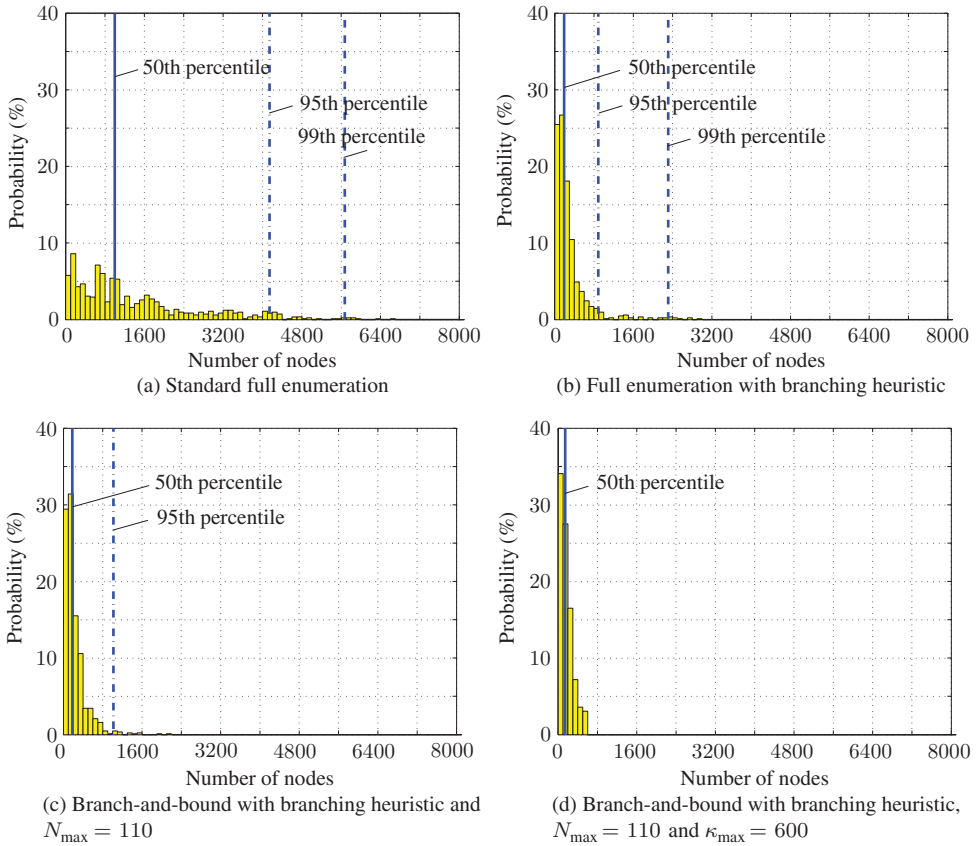 40
30
20
10
0
Probability (%)
50th percentile
95th percentile
99th percentile
0 1600 3200 4800 6400 8000
Number of nodes
(a) Standard full enumeration
40
30
20
10
0
Probability (%)
50th percentile
95th percentile
99th percentile
0 1600 3200 4800 6400 8000
Number of nodes
(b) Full enumeration with branching heuristic
40
30
20
10
0
Probability (%)
50th percentile
95th percentile
0 1600 3200 4800 6400 8000
Number of nodes
(c) Branch-and-bound with branching heuristic and
N_max = 110
40
30
20
10
0
Probability (%)
50th percentile
0 1600 3200 4800 6400 8000
Number of nodes
(d) Branch-and-bound with branching heuristic,
N_max = 110 and κ_max = 600